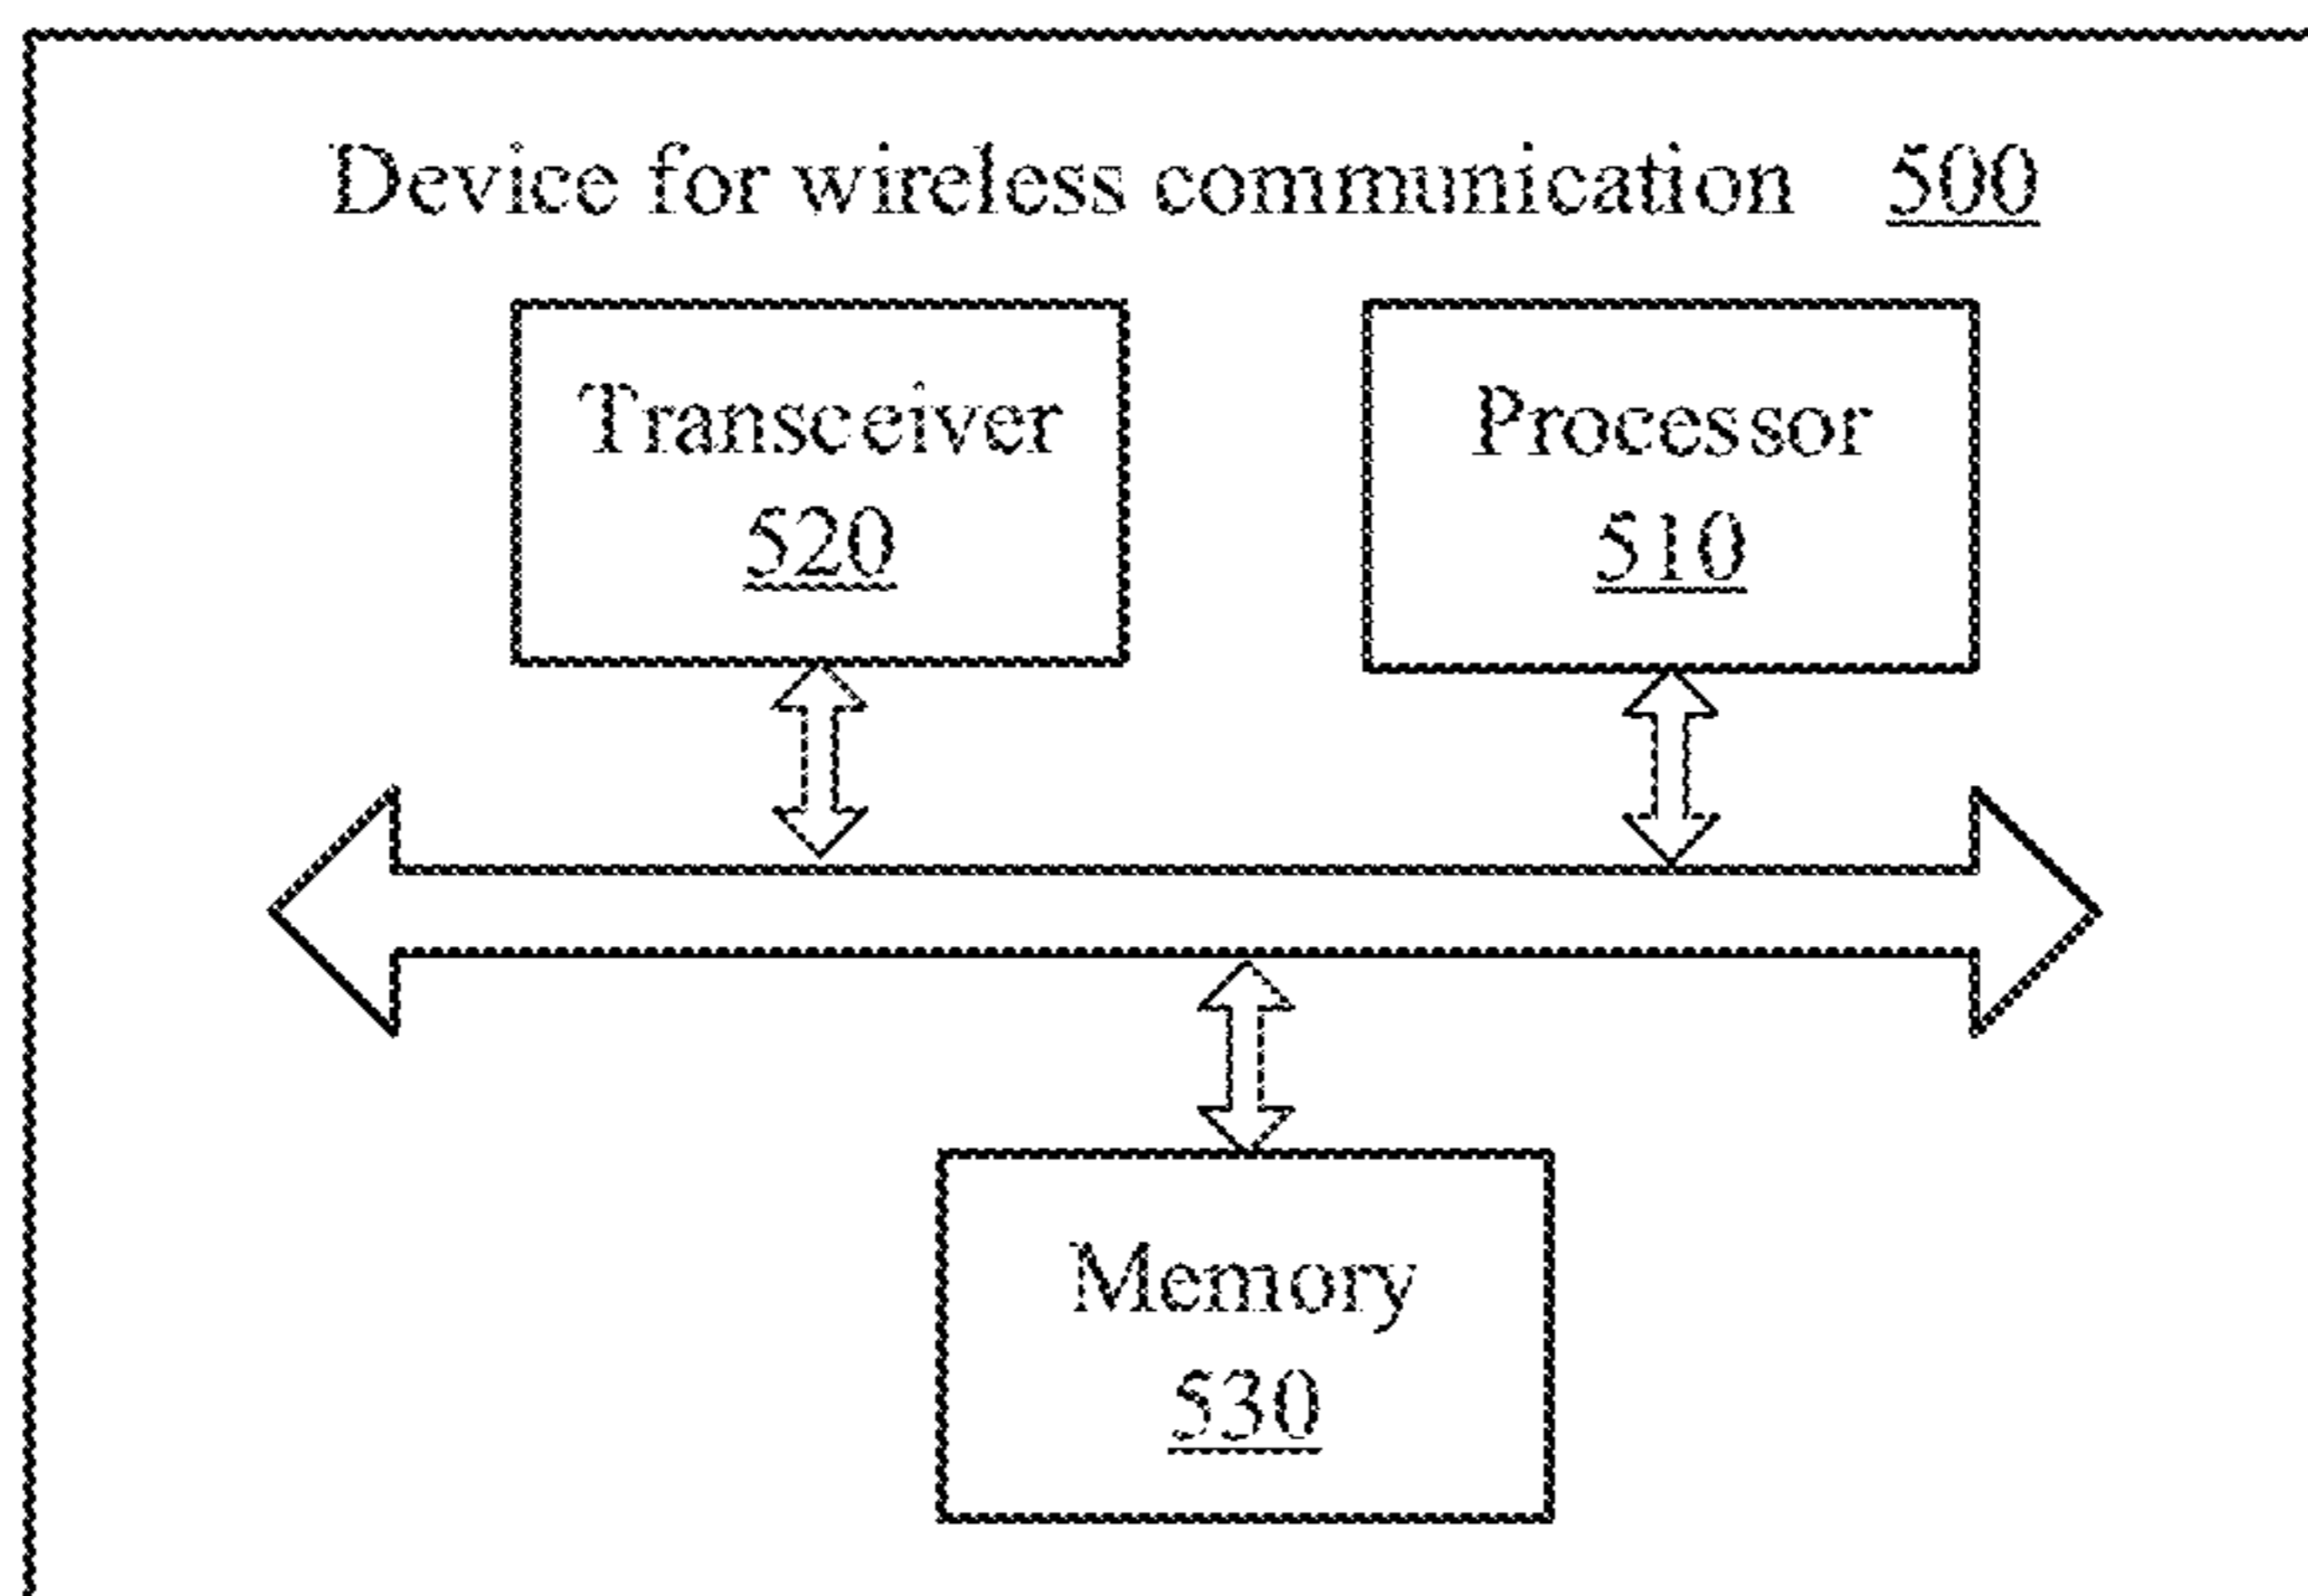 Device for wireless communication 500
Transceiver
520
Processor
510
Memory
530